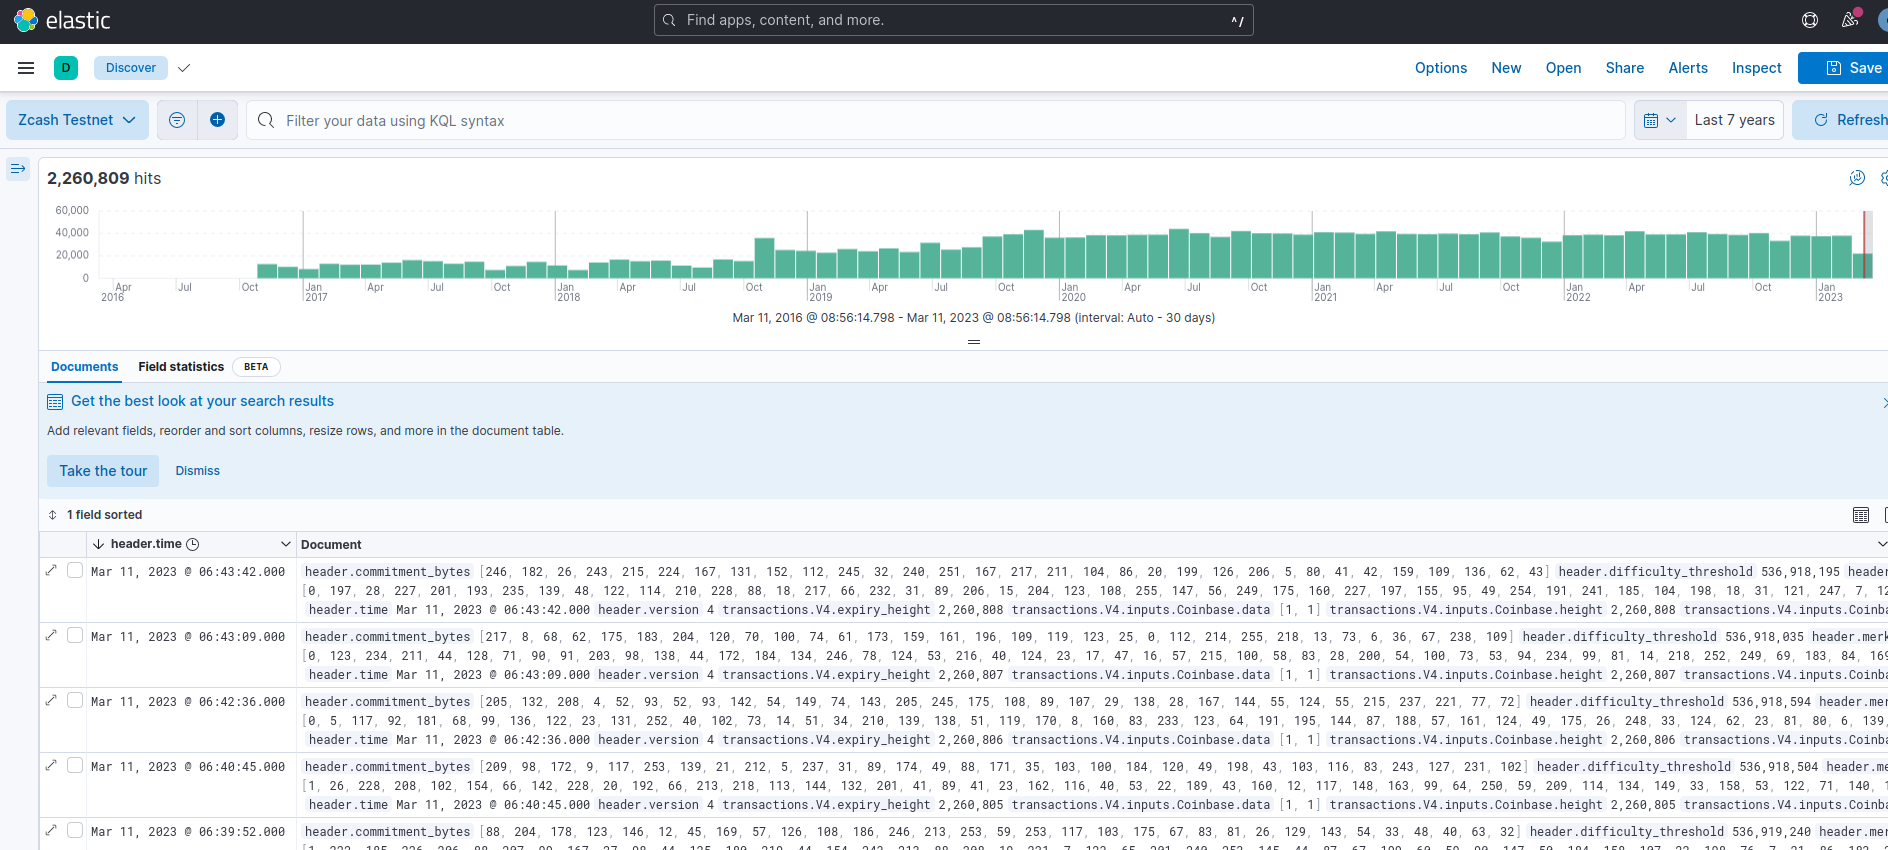 elastic
Find apps, content, and more.
^/
D
Discover
Options New Open Share Alerts Inspect Save
Zcash Testnet
Filter your data using KQL syntax
Last 7 years
Refresh
2,260,809 hits
60,000
40,000
20,000
0
Apr Jul Oct Jan Apr Jul Oct Jan Apr Jul Oct Jan Apr Jul Oct Jan Apr Jul Oct Jan Apr Jul Oct Jan Apr Jul Oct Jan
2016 2017 2018 2019 2020 2021 2022 2023
Mar 11, 2016 @ 08:56:14.798 - Mar 11, 2023 @ 08:56:14.798 (interval: Auto - 30 days)
Documents Field statistics BETA
Get the best look at your search results
Add relevant fields, reorder and sort columns, resize rows, and more in the document table.
Take the tour Dismiss
1 field sorted
header.time Document
Mar 11, 2023 @ 06:43:42.000 header.commitment_bytes [246, 182, 26, 243, 215, 224, 167, 131, 152, 112, 245, 32, 240, 251, 167, 217, 211, 104, 86, 20, 199, 126, 206, 5, 80, 41, 42, 159, 109, 136, 62, 43] header.difficulty_threshold 536,918,195 header
[0, 197, 28, 227, 201, 193, 235, 139, 48, 122, 114, 210, 228, 88, 18, 217, 66, 232, 31, 89, 206, 15, 204, 123, 108, 255, 147, 56, 249, 175, 160, 227, 197, 155, 95, 49, 254, 191, 241, 185, 104, 198, 18, 31, 121, 247, 7, 12
header.time Mar 11, 2023 @ 06:43:42.000 header.version 4 transactions.V4.expiry_height 2,260,808 transactions.V4.inputs.Coinbase.data [1, 1] transactions.V4.inputs.Coinbase.height 2,260,808 transactions.V4.inputs.Coinba
Mar 11, 2023 @ 06:43:09.000 header.commitment_bytes [217, 8, 68, 62, 175, 183, 204, 120, 70, 100, 74, 61, 173, 159, 161, 196, 109, 119, 123, 25, 0, 112, 214, 255, 218, 13, 73, 6, 36, 67, 238, 109] header.difficulty_threshold 536,918,035 header.merk
[0, 123, 234, 211, 44, 128, 71, 90, 91, 203, 98, 138, 44, 172, 184, 134, 246, 78, 124, 53, 216, 40, 124, 23, 17, 47, 16, 57, 215, 100, 58, 83, 28, 200, 54, 100, 73, 53, 94, 234, 99, 81, 14, 218, 252, 249, 69, 183, 84, 169
header.time Mar 11, 2023 @ 06:43:09.000 header.version 4 transactions.V4.expiry_height 2,260,807 transactions.V4.inputs.Coinbase.data [1, 1] transactions.V4.inputs.Coinbase.height 2,260,807 transactions.V4.inputs.Coinba
Mar 11, 2023 @ 06:42:36.000 header.commitment_bytes [205, 132, 208, 4, 52, 93, 52, 93, 142, 54, 149, 74, 143, 205, 245, 175, 108, 89, 107, 29, 138, 28, 167, 144, 55, 124, 55, 215, 237, 221, 77, 72] header.difficulty_threshold 536,918,594 header.mer
[0, 5, 117, 92, 181, 68, 99, 136, 122, 23, 131, 252, 40, 102, 73, 14, 51, 34, 210, 139, 138, 51, 119, 170, 8, 160, 83, 233, 123, 64, 191, 195, 144, 87, 188, 57, 161, 124, 49, 175, 26, 248, 33, 124, 62, 23, 81, 80, 6, 139,
header.time Mar 11, 2023 @ 06:42:36.000 header.version 4 transactions.V4.expiry_height 2,260,806 transactions.V4.inputs.Coinbase.data [1, 1] transactions.V4.inputs.Coinbase.height 2,260,806 transactions.V4.inputs.Coinba
Mar 11, 2023 @ 06:40:45.000 header.commitment_bytes [209, 98, 172, 9, 117, 253, 139, 21, 212, 5, 237, 31, 89, 174, 49, 88, 171, 35, 103, 100, 184, 120, 49, 198, 43, 103, 116, 83, 243, 127, 231, 102] header.difficulty_threshold 536,918,504 header.me
[1, 26, 228, 208, 102, 154, 66, 142, 228, 20, 192, 66, 213, 218, 113, 144, 132, 201, 41, 89, 41, 23, 162, 116, 40, 53, 22, 189, 43, 160, 12, 117, 148, 163, 99, 64, 250, 59, 209, 114, 134, 149, 33, 158, 53, 122, 71, 140, 1
header.time Mar 11, 2023 @ 06:40:45.000 header.version 4 transactions.V4.expiry_height 2,260,805 transactions.V4.inputs.Coinbase.data [1, 1] transactions.V4.inputs.Coinbase.height 2,260,805 transactions.V4.inputs.Coinba
Mar 11, 2023 @ 06:39:52.000 header.commitment_bytes [88, 204, 178, 123, 146, 12, 45, 169, 57, 126, 108, 186, 246, 213, 253, 59, 253, 117, 103, 175, 67, 83, 81, 26, 129, 143, 54, 33, 48, 40, 63, 32] header.difficulty_threshold 536,919,240 header.mer